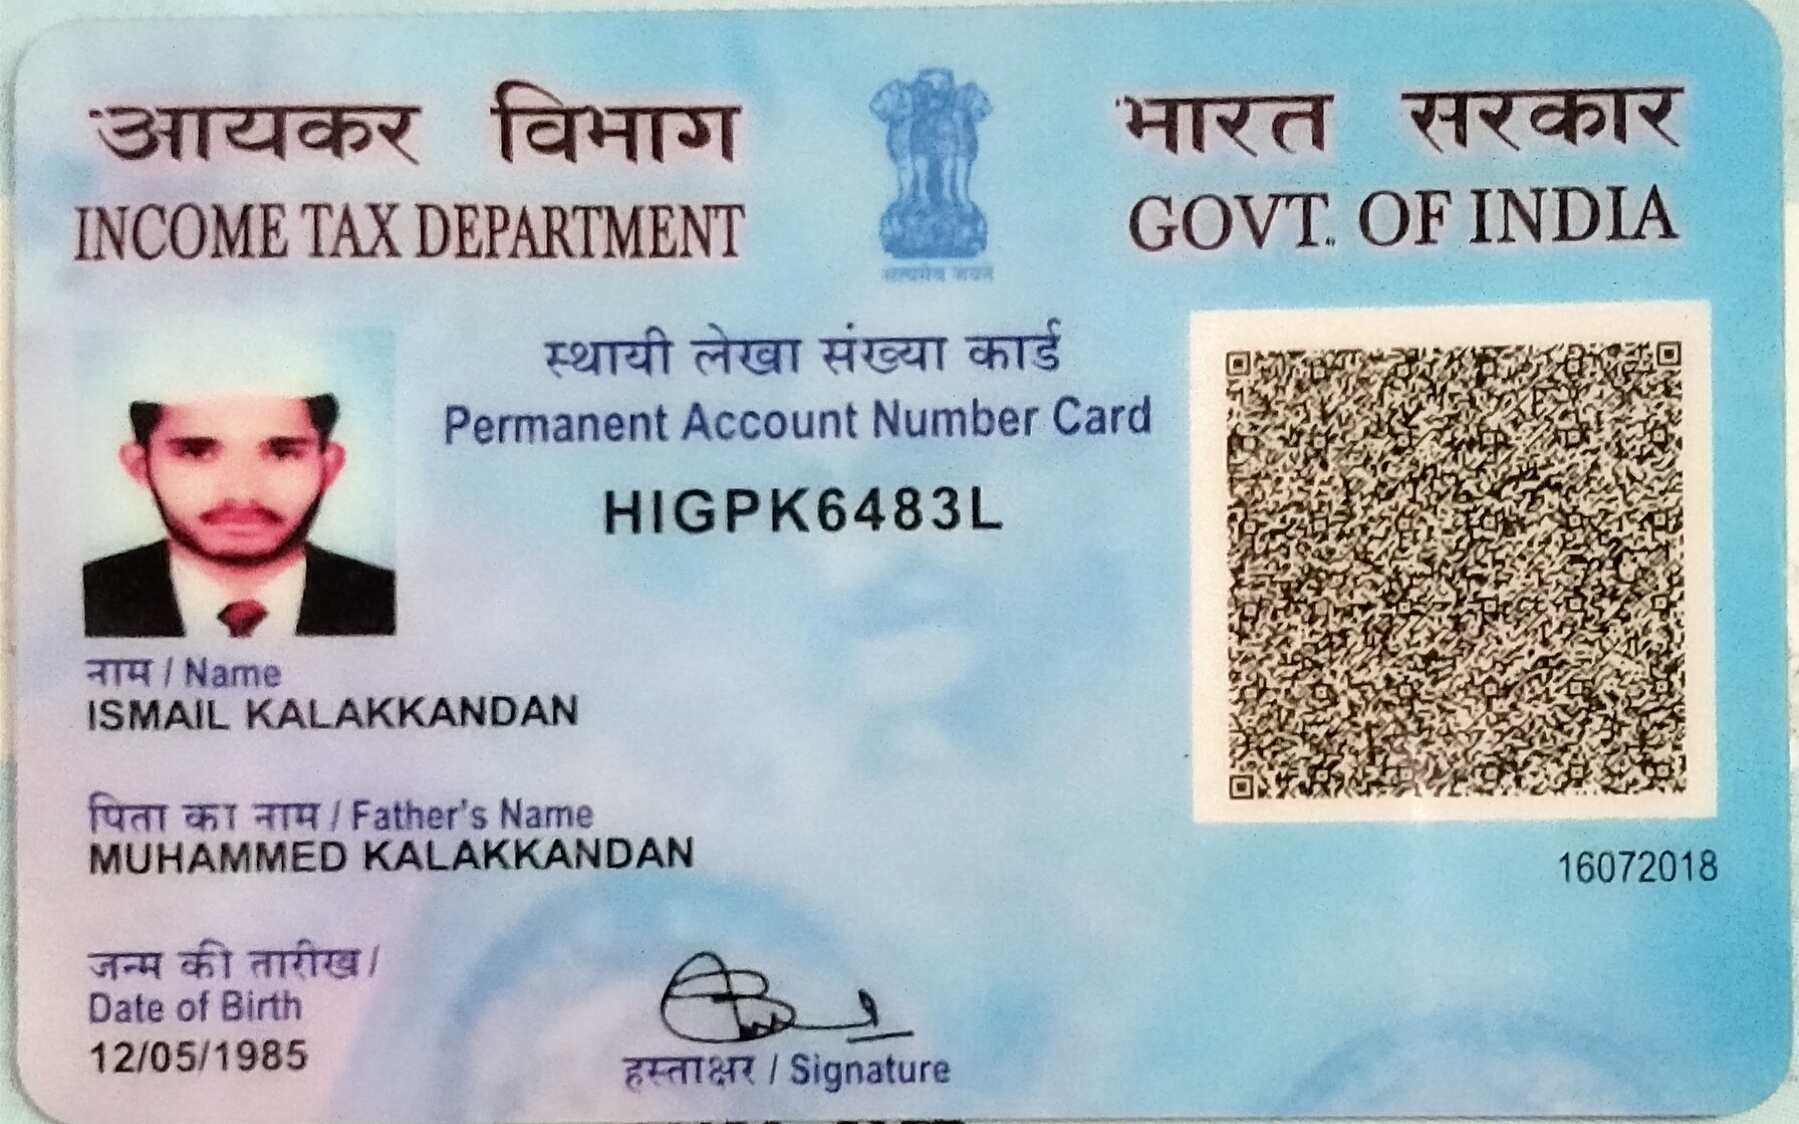 आयकर विभाग
INCOME TAX DEPARTMENT
सत्यमेव जयते
भारत सरकार
GOVT. OF INDIA
स्थायी लेखा संख्या कार्ड
Permanent Account Number Card
HIGPK6483L
नाम / Name
ISMAIL KALAKKANDAN
पिता का नाम / Father's Name
MUHAMMED KALAKKANDAN
16072018
जन्म की तारीख /
Date of Birth
12/05/1985
हस्ताक्षर / Signature